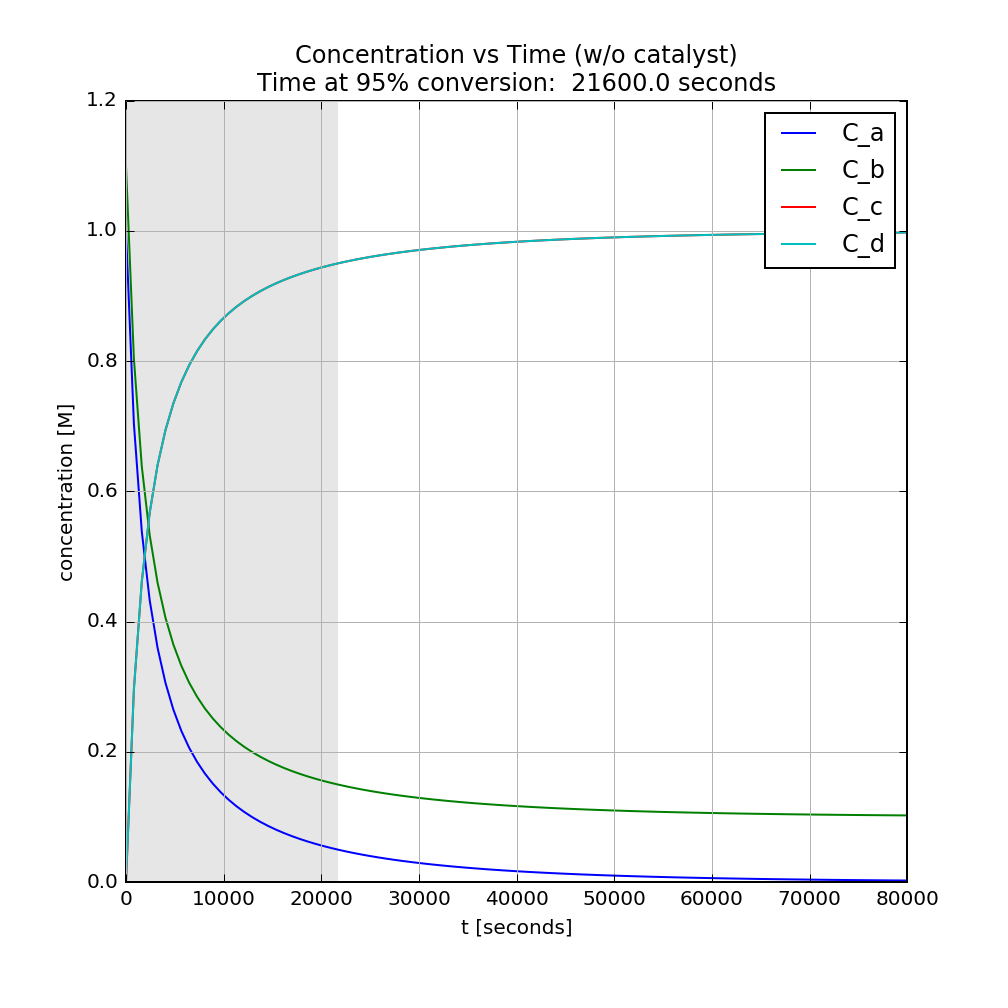 Concentration vs Time (w/o catalyst)
Time at 95% conversion:  21600.0 seconds
1.2
1.0
0.8
0.6
0.4
0.2
0.0
concentration [M]
C_a
C_b
C_c
C_d
0 10000 20000 30000 40000 50000 60000 70000 80000
t [seconds]